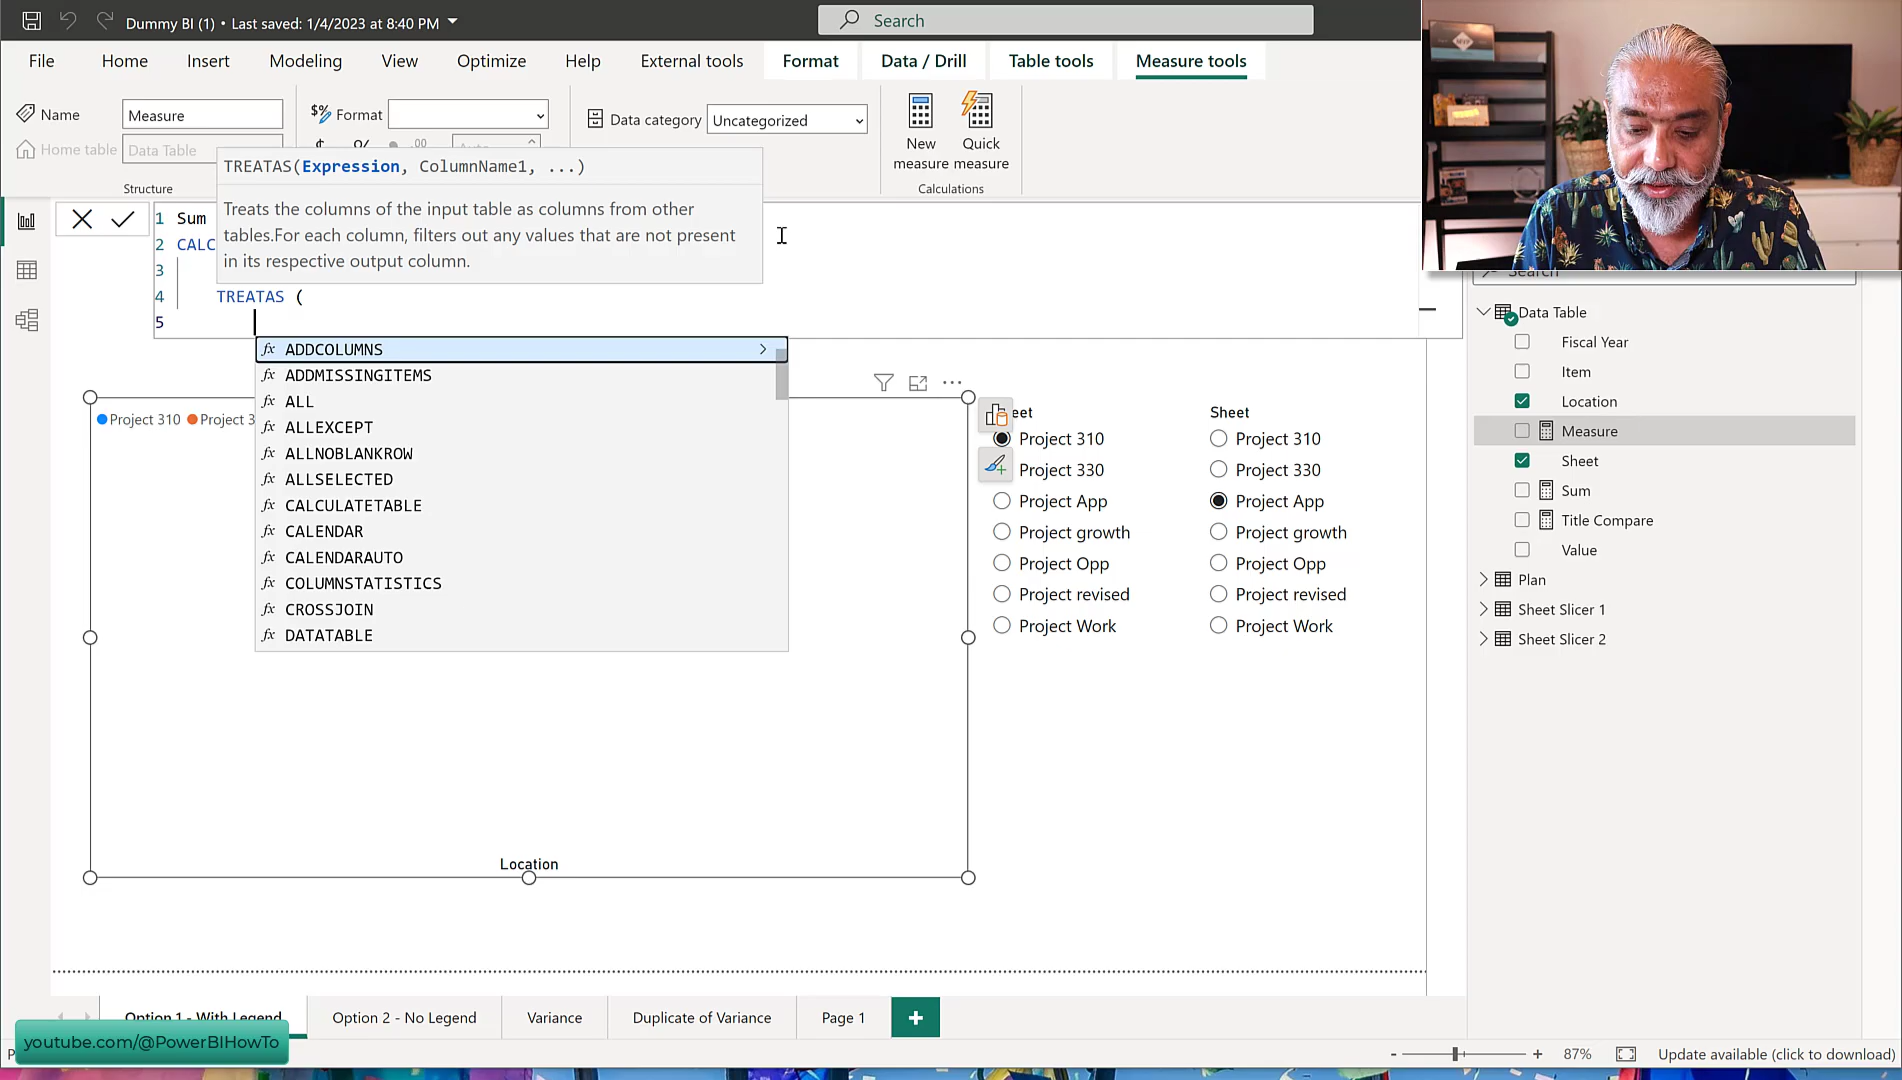 Dummy BI (1) • Last saved: 1/4/2023 at 8:40 PM
Search
File Home Insert Modeling View Optimize Help External tools Format Data / Drill Table tools Measure tools
Name
Measure
Format
Data category
Uncategorized
New measure
Quick measure
Home table
Data Table
$ % .00 Auto
Structure
Calculations
TREATAS(Expression, ColumnName1, ...)
Treats the columns of the input table as columns from other
tables.For each column, filters out any values that are not present
in its respective output column.
1 Sum
2 CALC
3
4 TREATAS (
5
ADDCOLUMNS
ADDMISSINGITEMS
ALL
ALLEXCEPT
ALLNOBLANKROW
ALLSELECTED
CALCULATETABLE
CALENDAR
CALENDARAUTO
COLUMNSTATISTICS
CROSSJOIN
DATATABLE
Project 310 Project 3
Location
eet
Project 310
Project 330
Project App
Project growth
Project Opp
Project revised
Project Work
Sheet
Project 310
Project 330
Project App
Project growth
Project Opp
Project revised
Project Work
Search
Data Table
Fiscal Year
Item
Location
Measure
Sheet
Sum
Title Compare
Value
Plan
Sheet Slicer 1
Sheet Slicer 2
Option 1 - With Legend
Option 2 - No Legend
Variance
Duplicate of Variance
Page 1
+
youtube.com/@PowerBIHowTo
P
- + 87%
Update available (click to download)